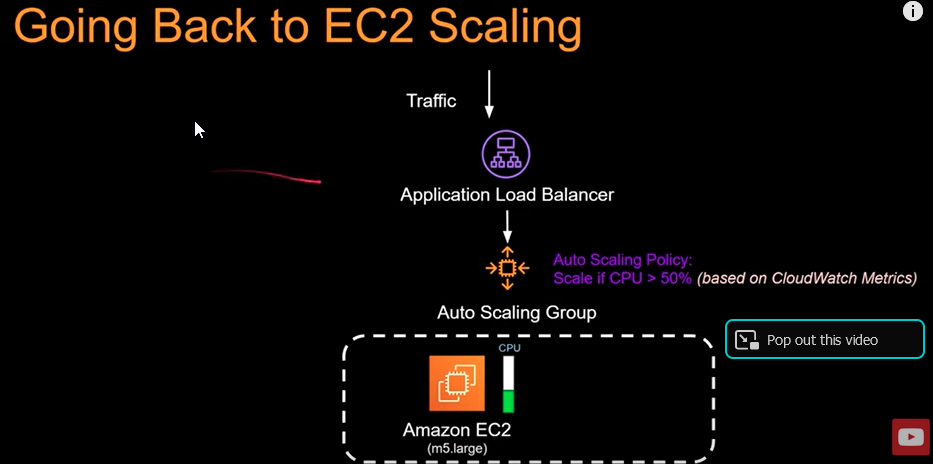 Going Back to EC2 Scaling
Traffic
Application Load Balancer
Auto Scaling Policy:
Scale if CPU > 50% (based on CloudWatch Metrics)
Auto Scaling Group
Pop out this video
CPU
Amazon EC2
(m5.large)